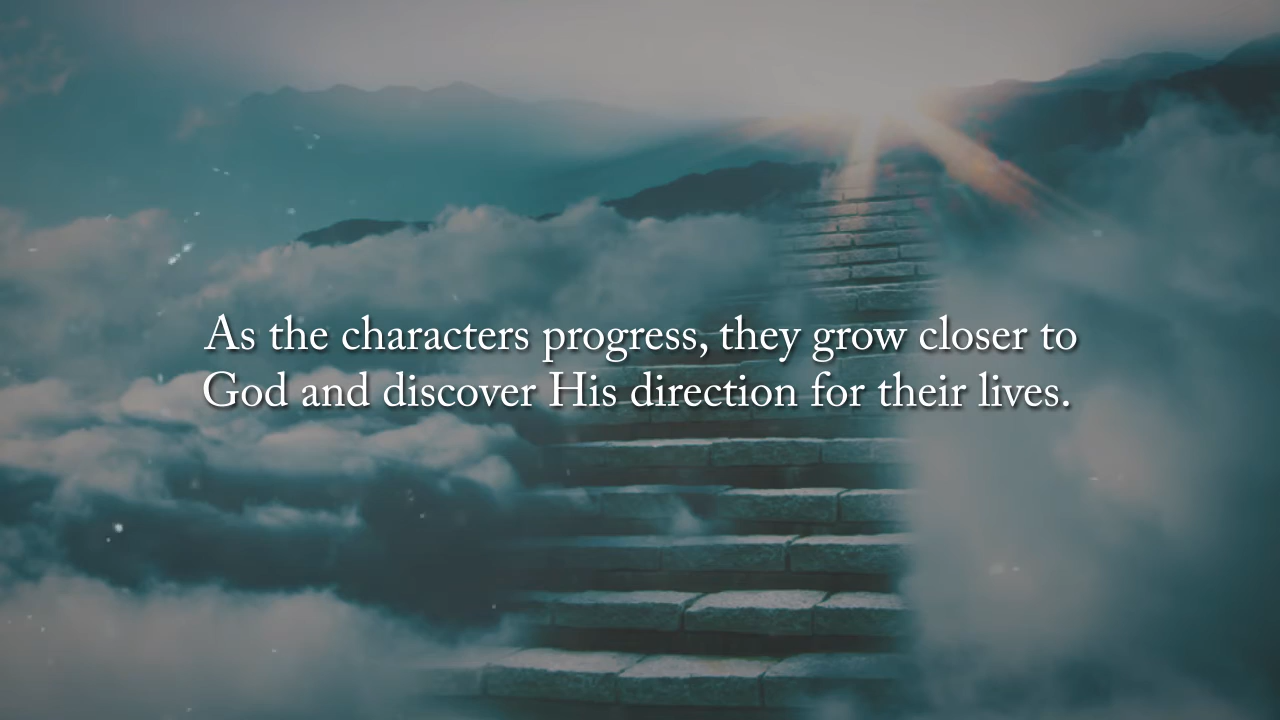 As the characters progress, they grow closer to
God and discover His direction for their lives.